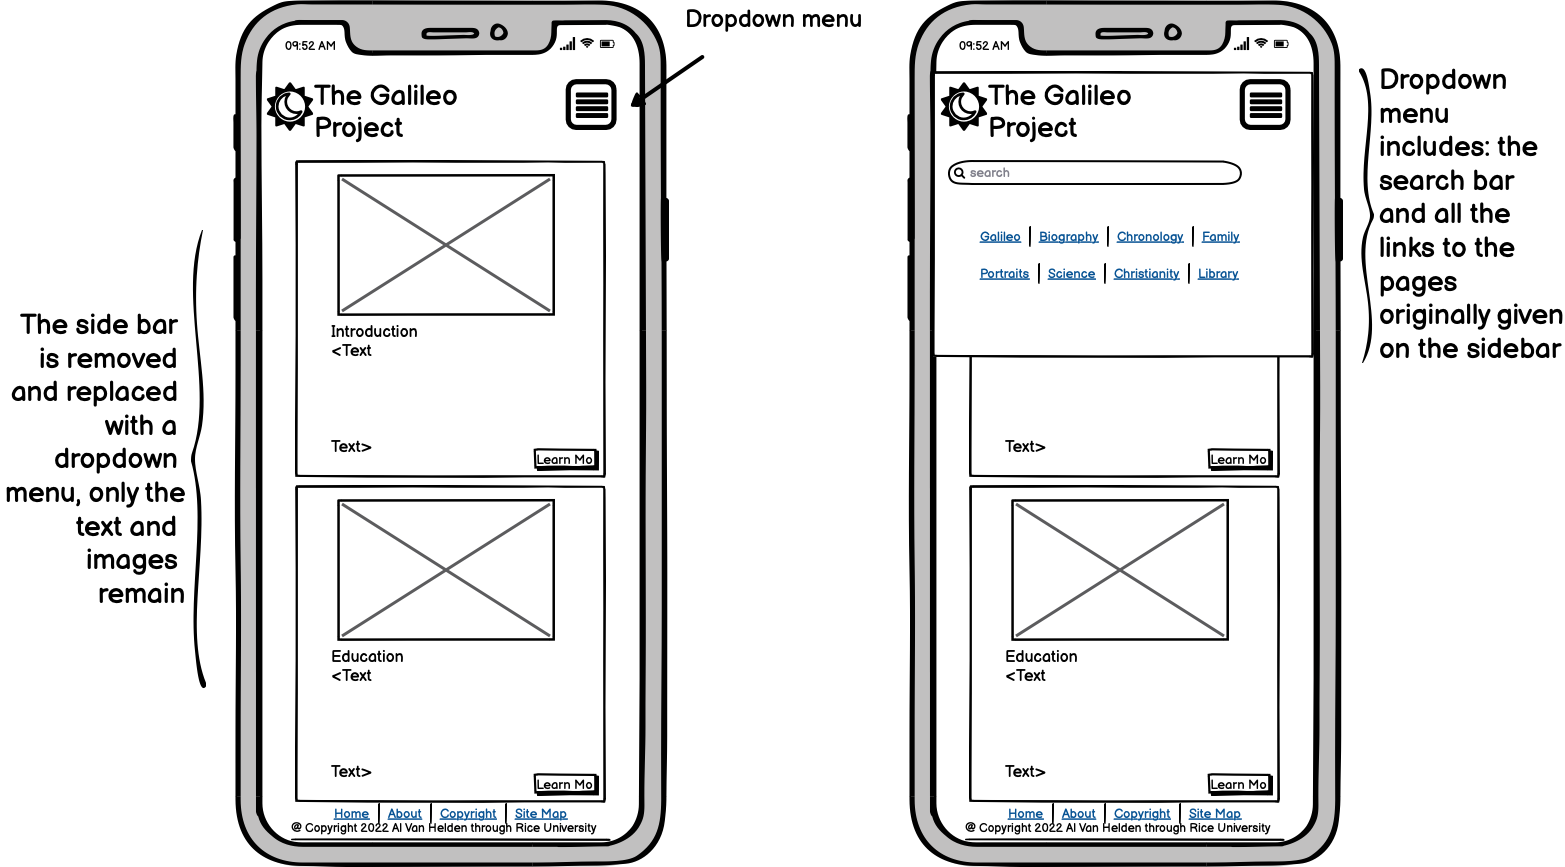 Dropdown menu
09:52 AM
The Galileo
Project
Introduction
<Text
Text>
Learn Mo
Education
<Text
Text>
Learn Mo
Home | About | Copyright | Site Map
@ Copyright 2022 Al Van Helden through Rice University
The side bar
is removed
and replaced
with a
dropdown
menu, only the
text and
images
remain
09:52 AM
The Galileo
Project
search
Galileo | Biography | Chronology | Family
Portraits | Science | Christianity | Library
Text>
Learn Mo
Education
<Text
Text>
Learn Mo
Home | About | Copyright | Site Map
@ Copyright 2022 Al Van Helden through Rice University
Dropdown
menu
includes: the
search bar
and all the
links to the
pages
originally given
on the sidebar